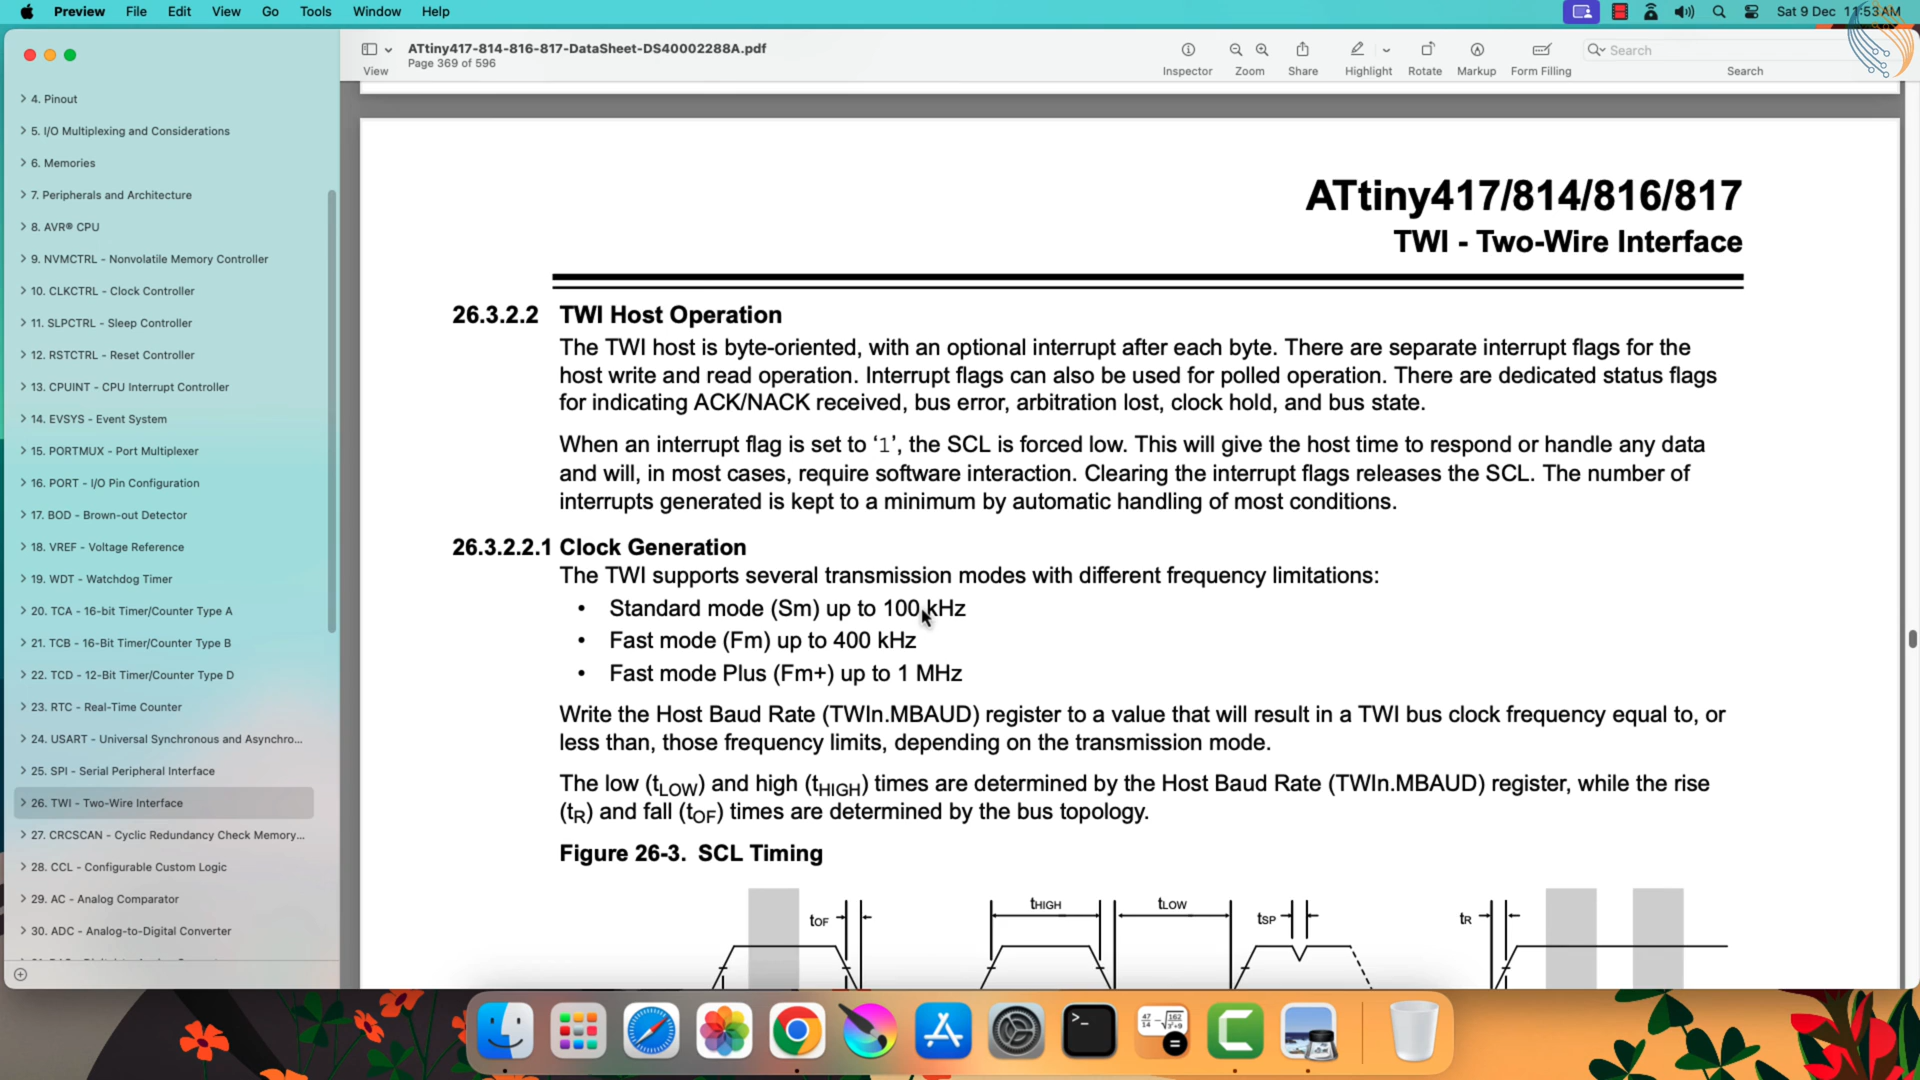 Preview File Edit View Go Tools Window Help Sat 9 Dec 11:53 AM
ATtiny417-814-816-817-DataSheet-DS40002288A.pdf
Page 369 of 596
Search
View Inspector Zoom Share Highlight Rotate Markup Form Filling Search
4. Pinout
5. I/O Multiplexing and Considerations
6. Memories
7. Peripherals and Architecture
8. AVR® CPU
9. NVMCTRL - Nonvolatile Memory Controller
10. CLKCTRL - Clock Controller
11. SLPCTRL - Sleep Controller
12. RSTCTRL - Reset Controller
13. CPUINT - CPU Interrupt Controller
14. EVSYS - Event System
15. PORTMUX - Port Multiplexer
16. PORT - I/O Pin Configuration
17. BOD - Brown-out Detector
18. VREF - Voltage Reference
19. WDT - Watchdog Timer
20. TCA - 16-bit Timer/Counter Type A
21. TCB - 16-Bit Timer/Counter Type B
22. TCD - 12-Bit Timer/Counter Type D
23. RTC - Real-Time Counter
24. USART - Universal Synchronous and Asynchro...
25. SPI - Serial Peripheral Interface
26. TWI - Two-Wire Interface
27. CRCSCAN - Cyclic Redundancy Check Memory...
28. CCL - Configurable Custom Logic
29. AC - Analog Comparator
30. ADC - Analog-to-Digital Converter
ATtiny417/814/816/817
TWI - Two-Wire Interface
26.3.2.2 TWI Host Operation
The TWI host is byte-oriented, with an optional interrupt after each byte. There are separate interrupt flags for the
host write and read operation. Interrupt flags can also be used for polled operation. There are dedicated status flags
for indicating ACK/NACK received, bus error, arbitration lost, clock hold, and bus state.
When an interrupt flag is set to ‘1’, the SCL is forced low. This will give the host time to respond or handle any data
and will, in most cases, require software interaction. Clearing the interrupt flags releases the SCL. The number of
interrupts generated is kept to a minimum by automatic handling of most conditions.
26.3.2.2.1 Clock Generation
The TWI supports several transmission modes with different frequency limitations:
• Standard mode (Sm) up to 100 kHz
• Fast mode (Fm) up to 400 kHz
• Fast mode Plus (Fm+) up to 1 MHz
Write the Host Baud Rate (TWIn.MBAUD) register to a value that will result in a TWI bus clock frequency equal to, or
less than, those frequency limits, depending on the transmission mode.
The low (tLOW) and high (tHIGH) times are determined by the Host Baud Rate (TWIn.MBAUD) register, while the rise
(tR) and fall (tOF) times are determined by the bus topology.
Figure 26-3. SCL Timing
tOF tHIGH tLOW tSP tR